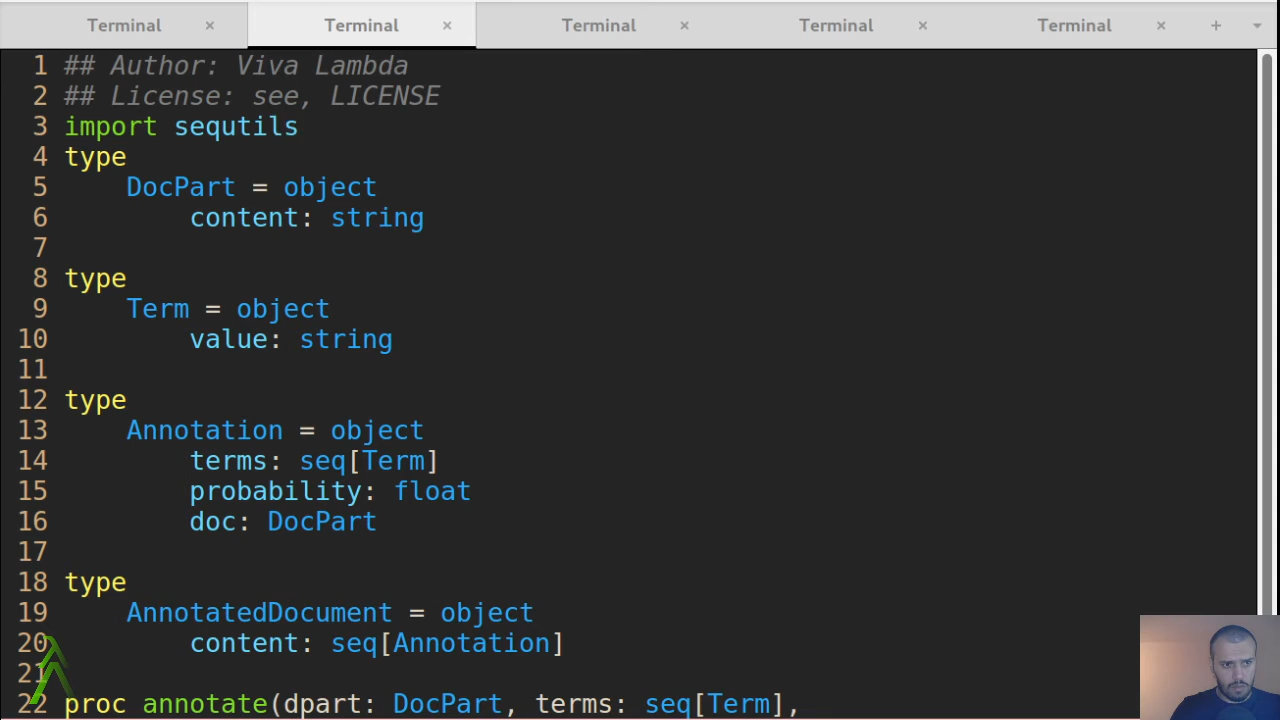 Terminal × Terminal × Terminal × Terminal × Terminal × +
1 ## Author: Viva Lambda
2 ## License: see, LICENSE
3 import sequtils
4 type
5 DocPart = object
6 content: string
7
8 type
9 Term = object
10 value: string
11
12 type
13 Annotation = object
14 terms: seq[Term]
15 probability: float
16 doc: DocPart
17
18 type
19 AnnotatedDocument = object
20 content: seq[Annotation]
21
22 proc annotate(dpart: DocPart, terms: seq[Term],